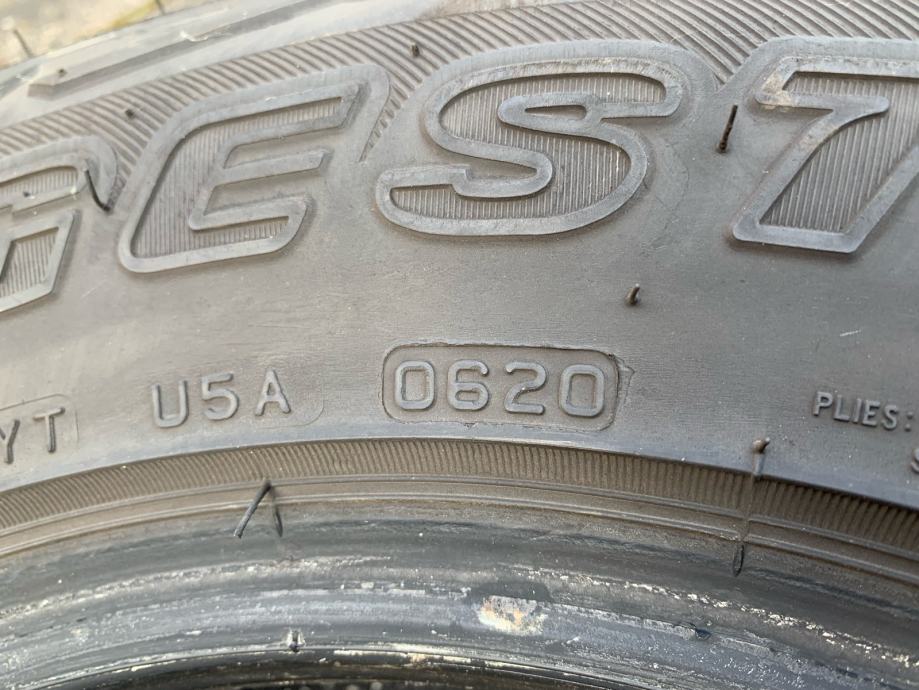 GEST
YT U5A 0620 PLIES: